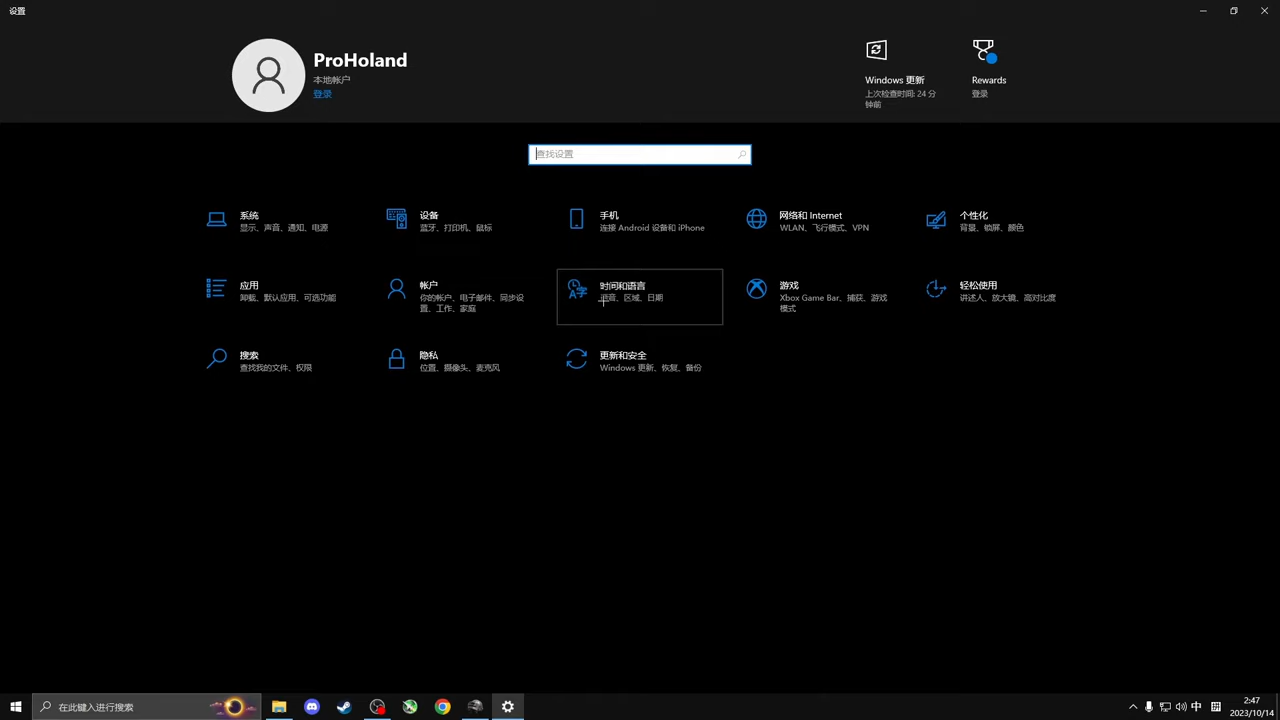 设置
ProHoland
本地帐户
登录
Windows 更新
上次检查时间: 24 分
钟前
Rewards
登录
查找设置
系统
显示、声音、通知、电源
设备
蓝牙、打印机、鼠标
手机
连接 Android 设备和 iPhone
网络和 Internet
WLAN、飞行模式、VPN
个性化
背景、锁屏、颜色
应用
卸载、默认应用、可选功能
帐户
你的帐户、电子邮件、同步设
置、工作、家庭
时间和语言
语音、区域、日期
游戏
Xbox Game Bar、捕获、游戏
模式
轻松使用
讲述人、放大镜、高对比度
搜索
查找我的文件、权限
隐私
位置、摄像头、麦克风
更新和安全
Windows 更新、恢复、备份
在此键入进行搜索
中
2:47
2023/10/14